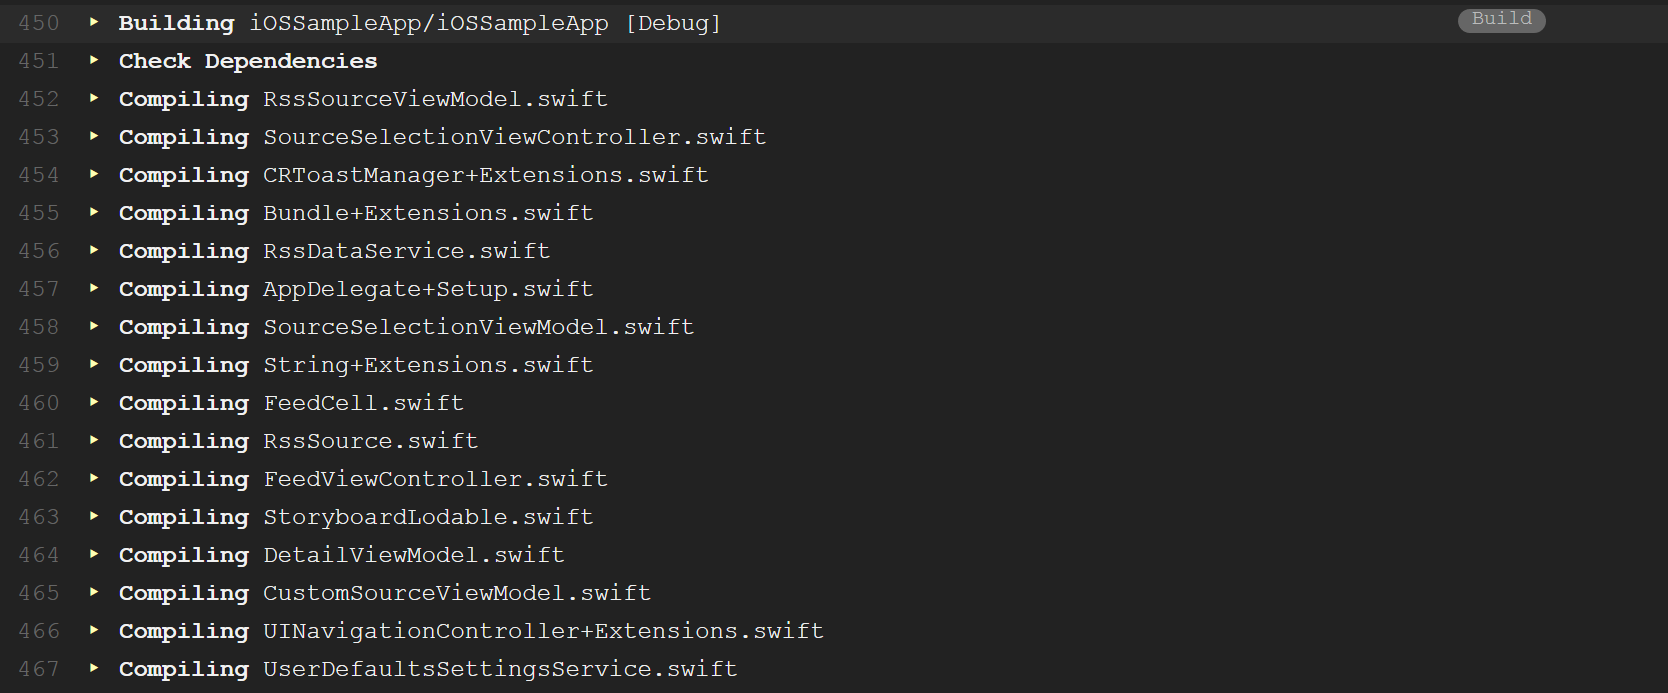 450 ▸ Building iOSSampleApp/iOSSampleApp [Debug] Build
451 ▸ Check Dependencies
452 ▸ Compiling RssSourceViewModel.swift
453 ▸ Compiling SourceSelectionViewController.swift
454 ▸ Compiling CRToastManager+Extensions.swift
455 ▸ Compiling Bundle+Extensions.swift
456 ▸ Compiling RssDataService.swift
457 ▸ Compiling AppDelegate+Setup.swift
458 ▸ Compiling SourceSelectionViewModel.swift
459 ▸ Compiling String+Extensions.swift
460 ▸ Compiling FeedCell.swift
461 ▸ Compiling RssSource.swift
462 ▸ Compiling FeedViewController.swift
463 ▸ Compiling StoryboardLodable.swift
464 ▸ Compiling DetailViewModel.swift
465 ▸ Compiling CustomSourceViewModel.swift
466 ▸ Compiling UINavigationController+Extensions.swift
467 ▸ Compiling UserDefaultsSettingsService.swift